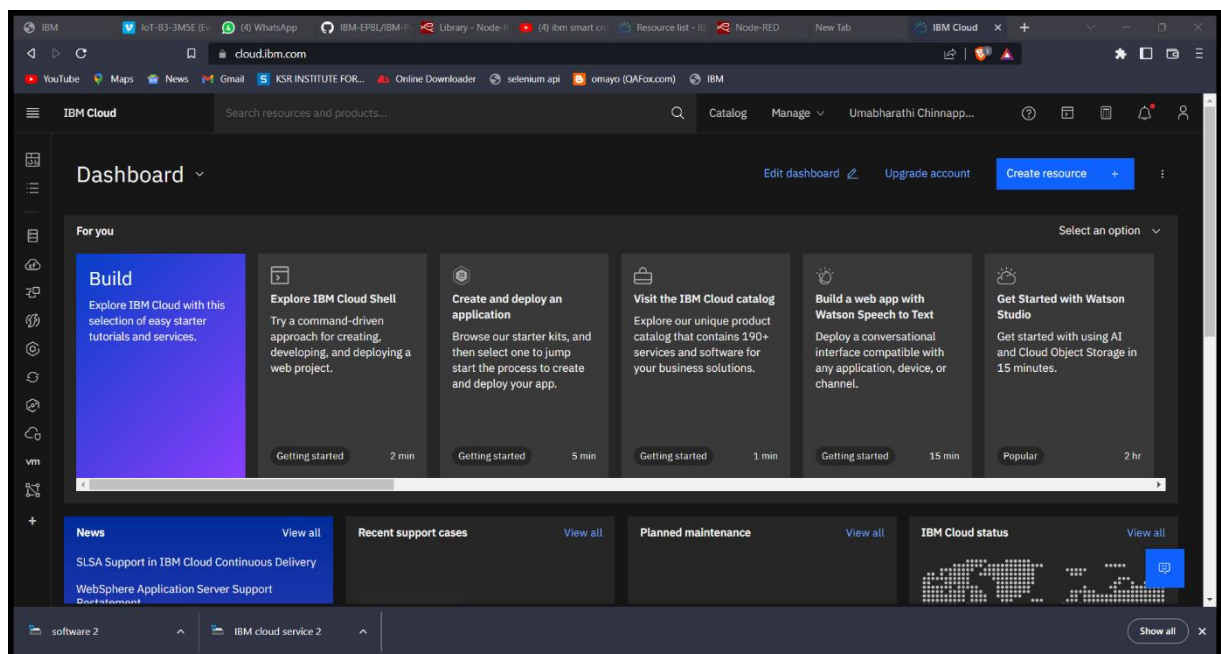 IBM
IoT-B3-3M5E (Ev
(4) WhatsApp
IBM-EPBL/IBM-P
Library - Node-R
(4) ibm smart cro
Resource list - IB
Node-RED
New Tab
IBM Cloud
cloud.ibm.com
YouTube
Maps
News
Gmail
KSR INSTITUTE FOR...
Online Downloader
selenium api
omayo (QAFox.com)
IBM
IBM Cloud
Search resources and products...
Catalog
Manage
Umabharathi Chinnapp...
Dashboard
Edit dashboard
Upgrade account
Create resource +
For you
Select an option
Build
Explore IBM Cloud with this
selection of easy starter
tutorials and services.
Explore IBM Cloud Shell
Try a command-driven
approach for creating,
developing, and deploying a
web project.
Getting started
2 min
Create and deploy an
application
Browse our starter kits, and
then select one to jump
start the process to create
and deploy your app.
Getting started
5 min
Visit the IBM Cloud catalog
Explore our unique product
catalog that contains 190+
services and software for
your business solutions.
Getting started
1 min
Build a web app with
Watson Speech to Text
Deploy a conversational
interface compatible with
any application, device, or
channel.
Getting started
15 min
Get Started with Watson
Studio
Get started with using AI
and Cloud Object Storage in
15 minutes.
Popular
2 hr
vm
News
View all
SLSA Support in IBM Cloud Continuous Delivery
WebSphere Application Server Support
Restatement
Recent support cases
View all
Planned maintenance
View all
IBM Cloud status
View all
software 2
IBM cloud service 2
Show all